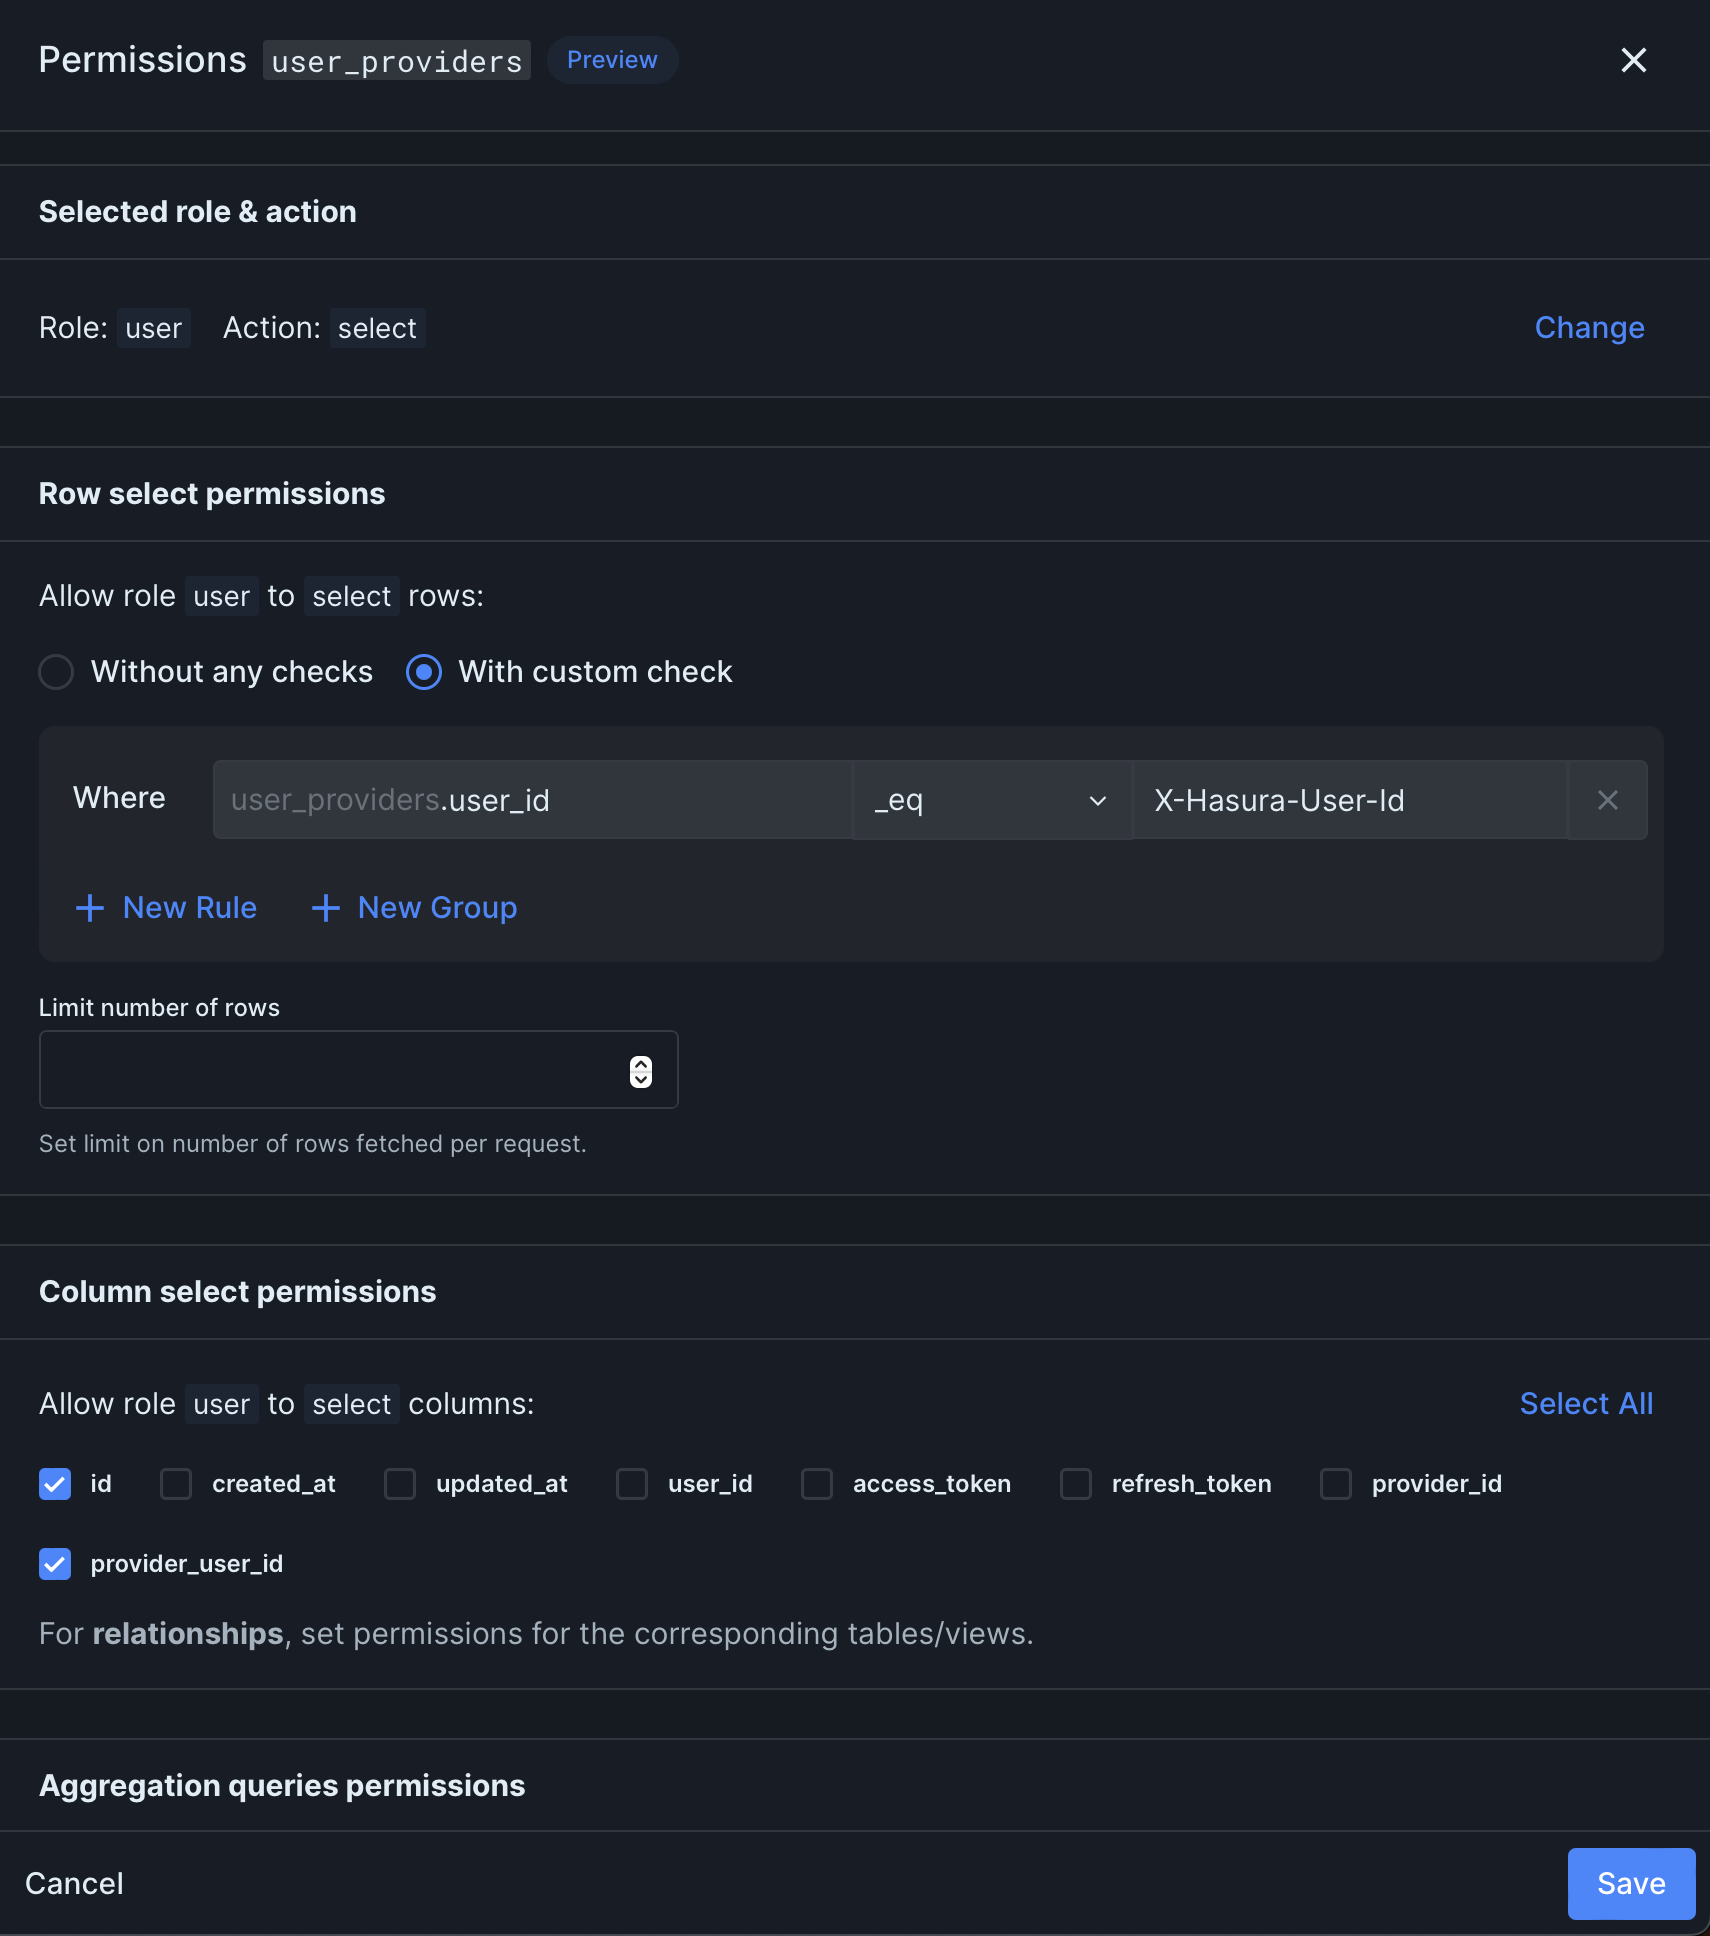 Permissions user_providers Preview
Selected role & action
Role: user Action: select Change
Row select permissions
Allow role user to select rows:
Without any checks With custom check
Where user_providers.user_id _eq X-Hasura-User-Id
New Rule New Group
Limit number of rows
Set limit on number of rows fetched per request.
Column select permissions
Allow role user to select columns: Select All
id created_at updated_at user_id access_token refresh_token provider_id
provider_user_id
For relationships, set permissions for the corresponding tables/views.
Aggregation queries permissions
Cancel Save